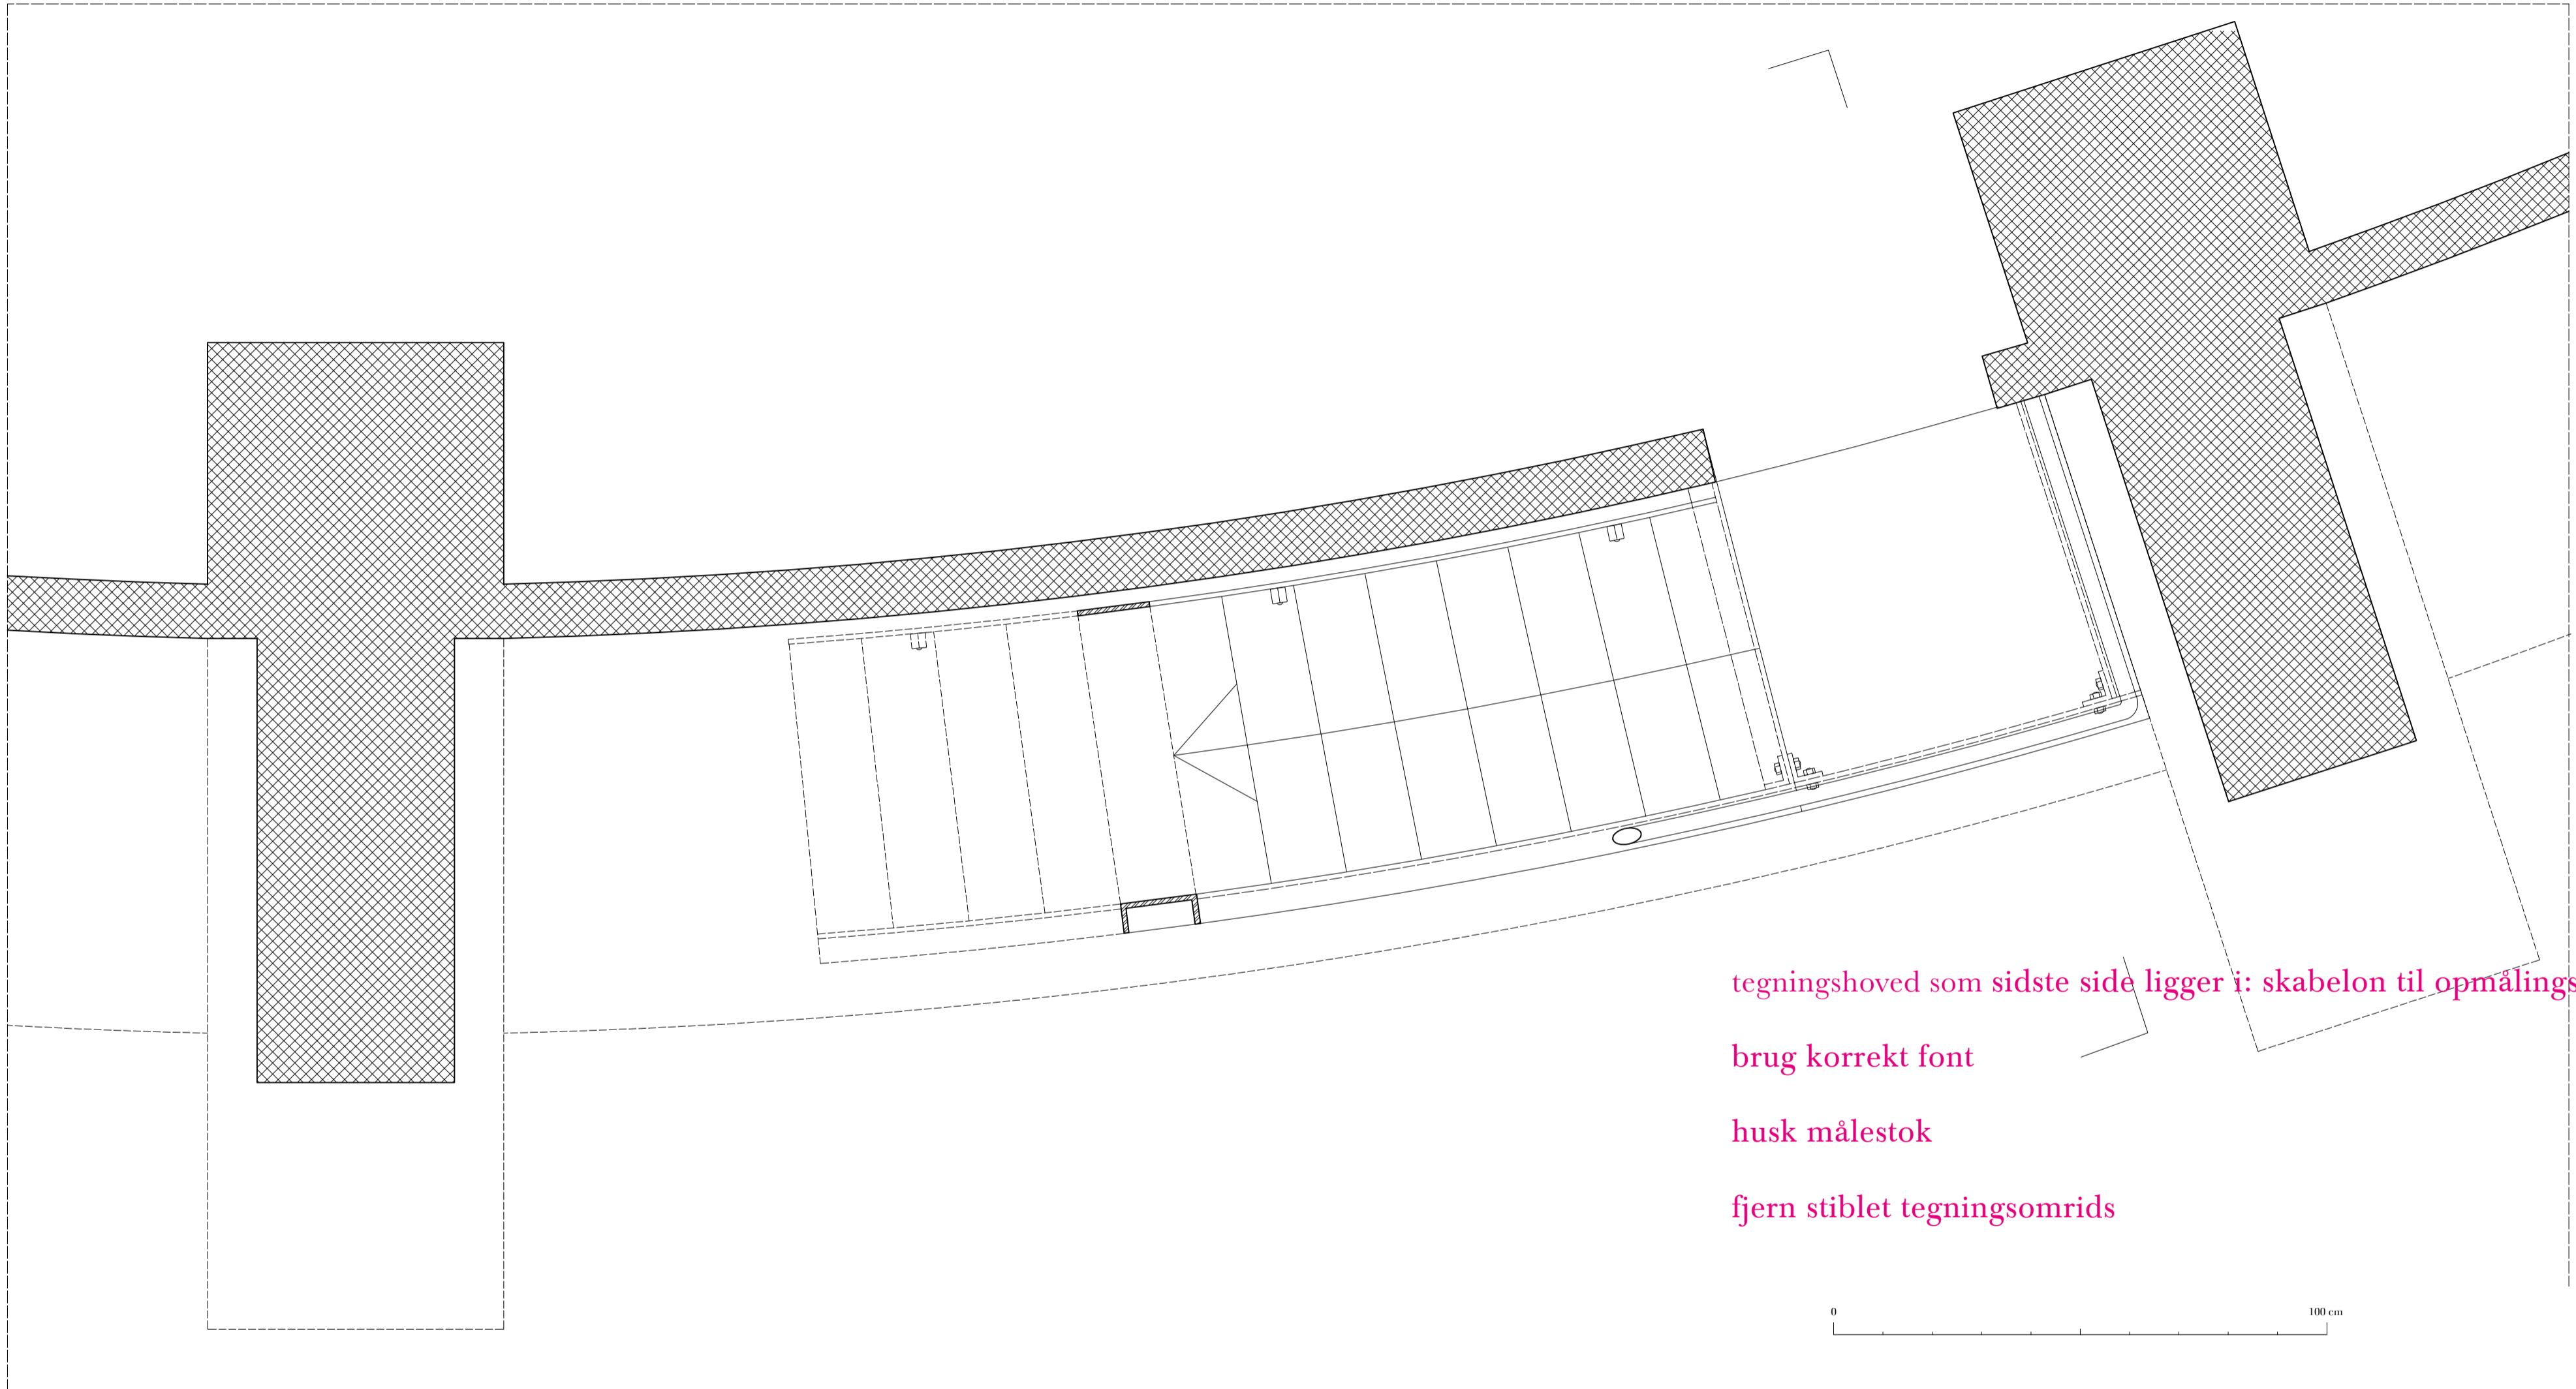 tegningshoved som sidste side ligger i: skabelon til opmålings
brug korrekt font
husk målestok
fjern stiblet tegningsomrids
0 100 cm